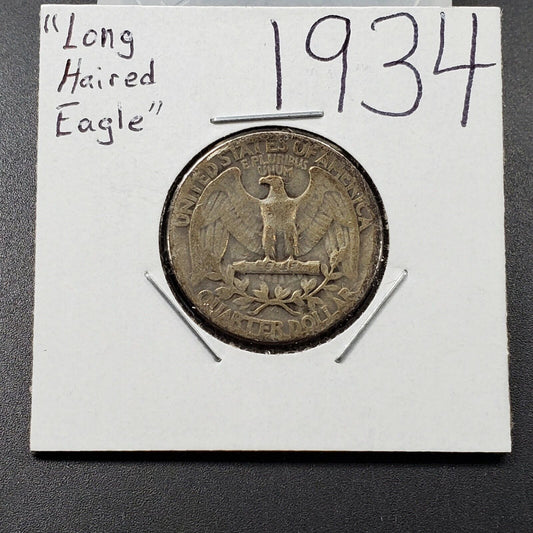 "Long
Haired
Eagle"
1934
UNITED STATES OF AMERICA
E PLURIBUS
UNUM
QUARTER DOLLAR